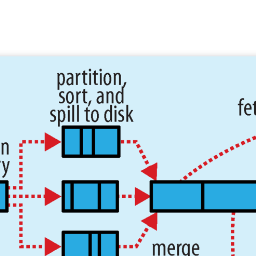 partition,
sort, and
spill to disk
merge